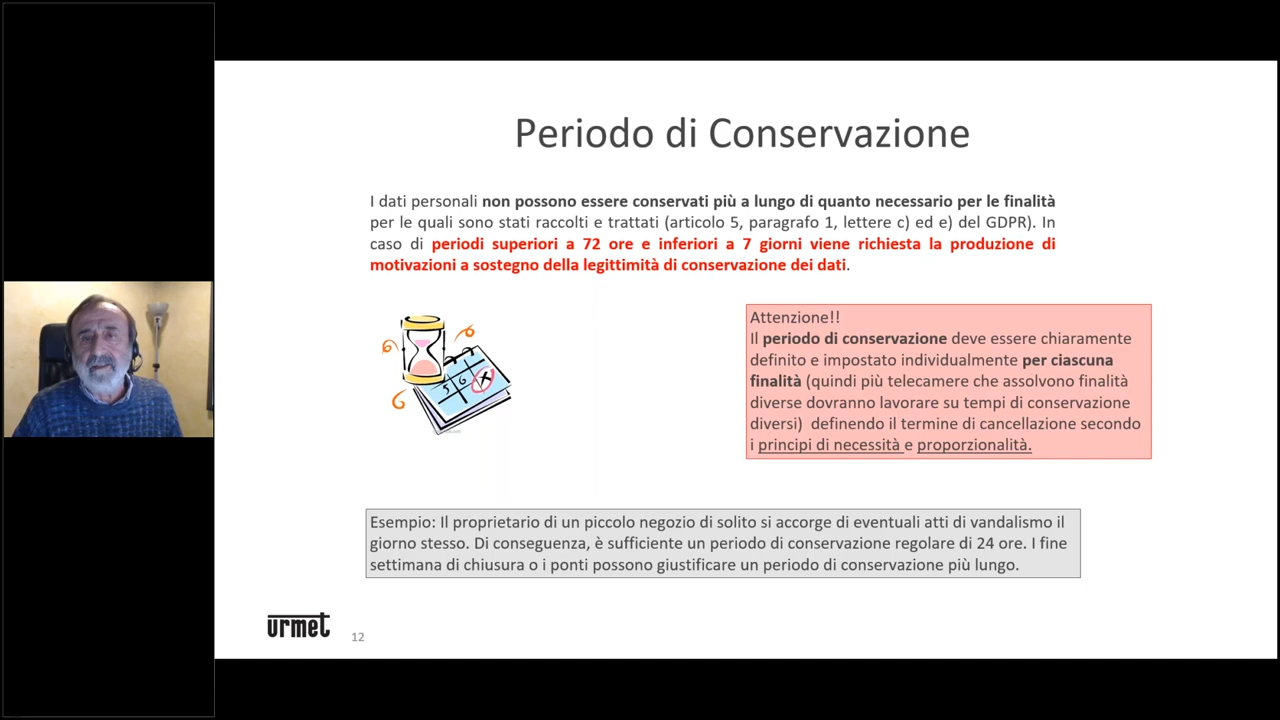 Periodo di Conservazione
I dati personali non possono essere conservati più a lungo di quanto necessario per le finalità
per le quali sono stati raccolti e trattati (articolo 5, paragrafo 1, lettere c) ed e) del GDPR). In
caso di periodi superiori a 72 ore e inferiori a 7 giorni viene richiesta la produzione di
motivazioni a sostegno della legittimità di conservazione dei dati.
5 6 X
Attenzione!!
Il periodo di conservazione deve essere chiaramente
definito e impostato individualmente per ciascuna
finalità (quindi più telecamere che assolvono finalità
diverse dovranno lavorare su tempi di conservazione
diversi) definendo il termine di cancellazione secondo
i principi di necessità e proporzionalità.
Esempio: Il proprietario di un piccolo negozio di solito si accorge di eventuali atti di vandalismo il
giorno stesso. Di conseguenza, è sufficiente un periodo di conservazione regolare di 24 ore. I fine
settimana di chiusura o i ponti possono giustificare un periodo di conservazione più lungo.
urmet
12